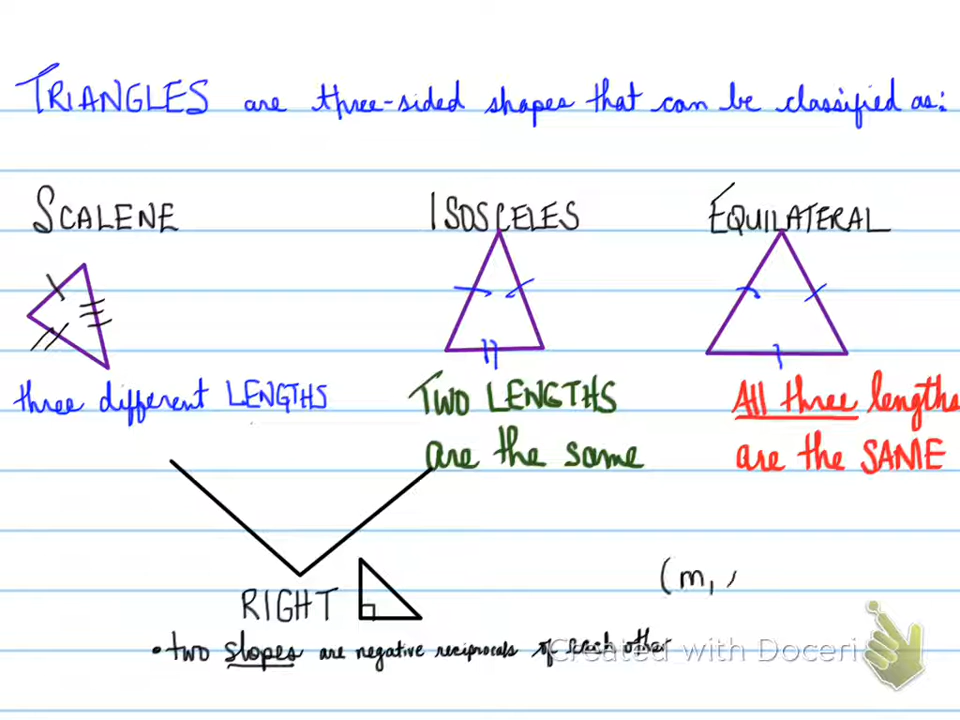 TRIANGLES are three-sided shapes that can be classified as:
SCALENE
ISOSCELES
EQUILATERAL
three different LENGTHS
TWO LENGTHS
are the same
All three lengths
are the SAME
RIGHT
(m,
• two slopes are negative reciprocals of each other
Created with Doceri